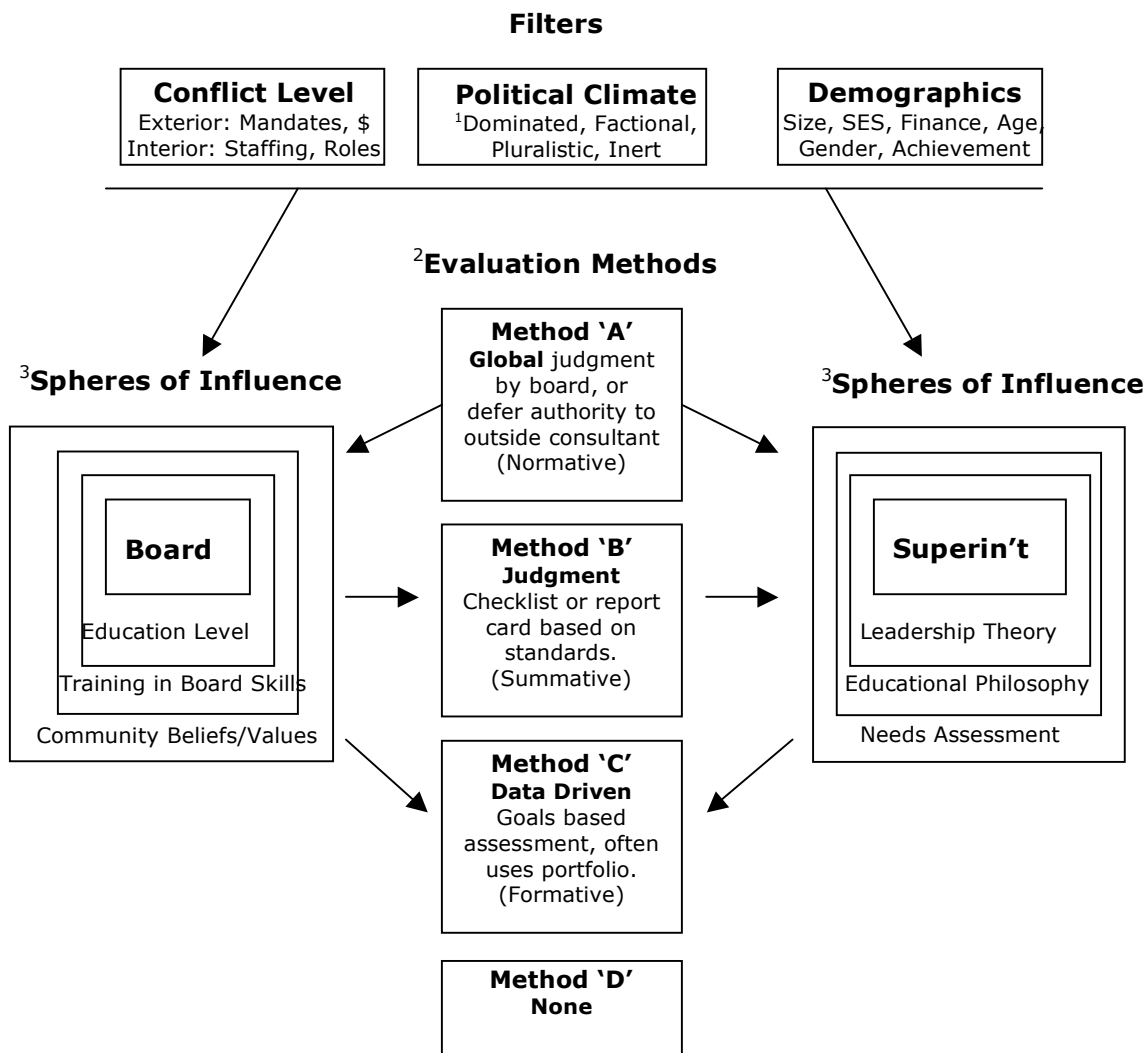 Filters
Conflict Level
Exterior: Mandates, $
Interior: Staffing, Roles
Political Climate
¹Dominated, Factional,
Pluralistic, Inert
Demographics
Size, SES, Finance, Age,
Gender, Achievement
²Evaluation Methods
Method ‘A’
Global judgment
by board, or
defer authority to
outside consultant
(Normative)
³Spheres of Influence
Board
Education Level
Training in Board Skills
Community Beliefs/Values
Method ‘B’
Judgment
Checklist or report
card based on
standards.
(Summative)
³Spheres of Influence
Superin’t
Leadership Theory
Educational Philosophy
Needs Assessment
Method ‘C’
Data Driven
Goals based
assessment, often
uses portfolio.
(Formative)
Method ‘D’
None